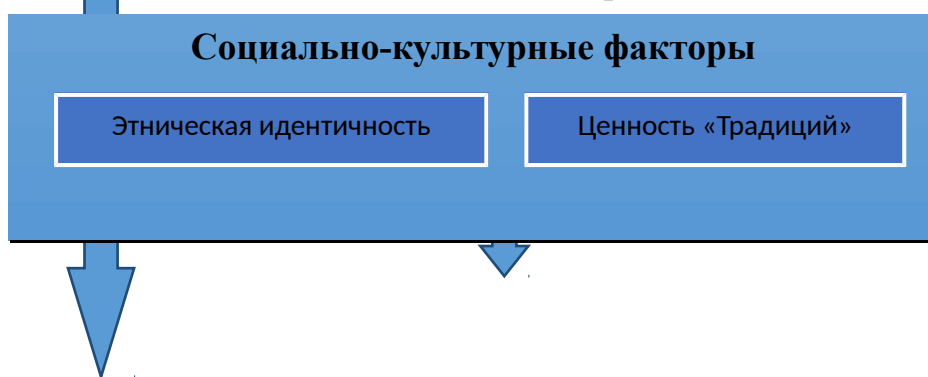 Социально-культурные факторы
Этническая идентичность
Ценность «Традиций»